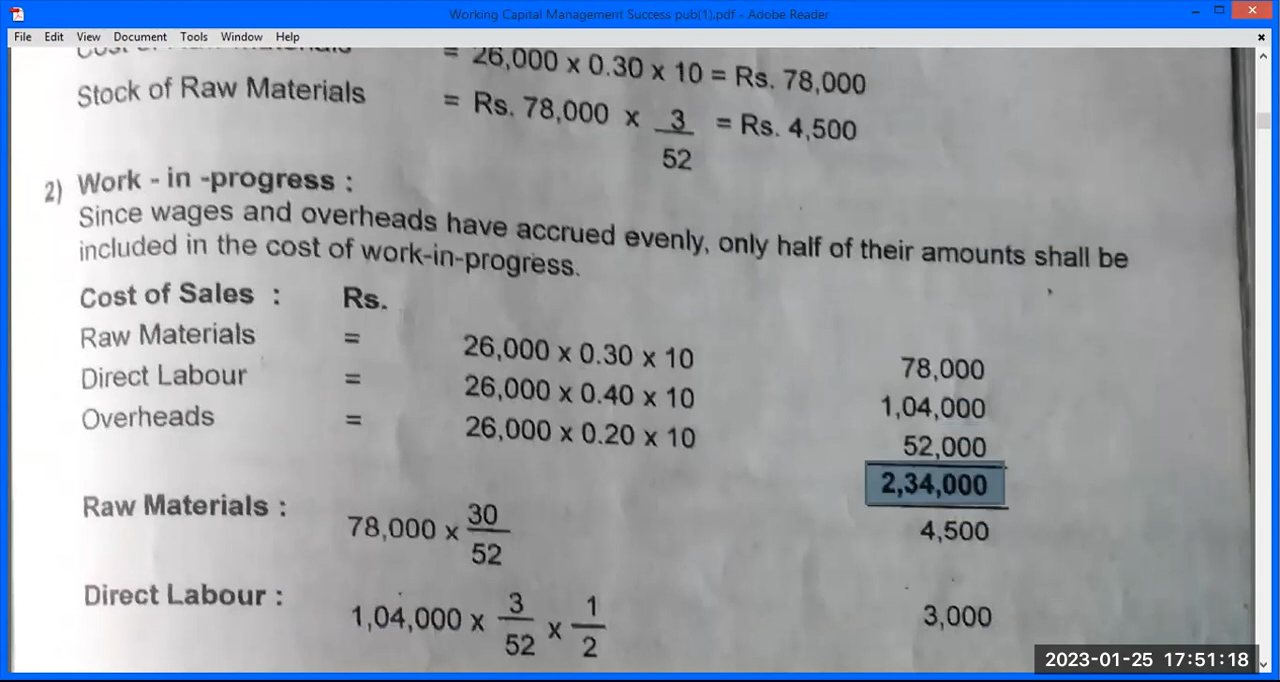 Working Capital Management Success pub(1).pdf - Adobe Reader
File Edit View Document Tools Window Help
= 26,000 x 0.30 x 10 = Rs. 78,000
Stock of Raw Materials = Rs. 78,000 x 3/52 = Rs. 4,500
2) Work - in -progress :
Since wages and overheads have accrued evenly, only half of their amounts shall be
included in the cost of work-in-progress.
Cost of Sales : Rs.
Raw Materials = 26,000 x 0.30 x 10 78,000
Direct Labour = 26,000 x 0.40 x 10 1,04,000
Overheads = 26,000 x 0.20 x 10 52,000
2,34,000
Raw Materials : 78,000 x 30/52 4,500
Direct Labour : 1,04,000 x 3/52 x 1/2 3,000
2023-01-25 17:51:18